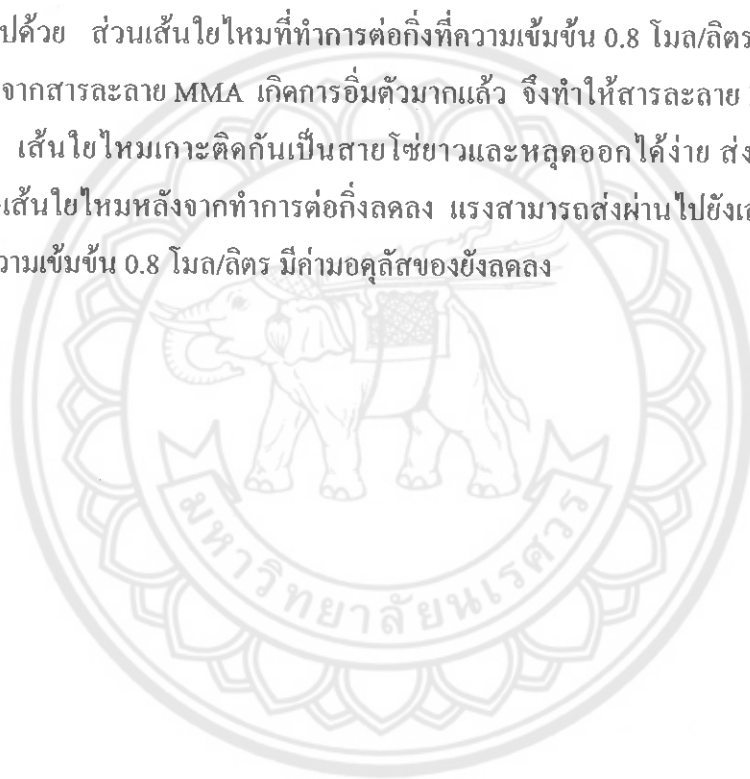 ปด้วย ส่วนเส้นใยไหมที่ทำการต่อกิ่งที่ความเข้มข้น 0.8 โมล/ลิตร
จากสารละลาย MMA เกิดการอิ่มตัวมากแล้ว จึงทำให้สารละลาย
เส้นใยไหมเกาะติดกันเป็นสายโซ่ยาวและหลุดออกได้ง่าย ส่ง
เส้นใยไหมหลังจากทำการต่อกิ่งลดลง แรงสามารถส่งผ่านไปยังเส
วามเข้มข้น 0.8 โมล/ลิตร มีค่ามอดุลัสของยังลดลง
มหาวิทยาลัยนเรศวร